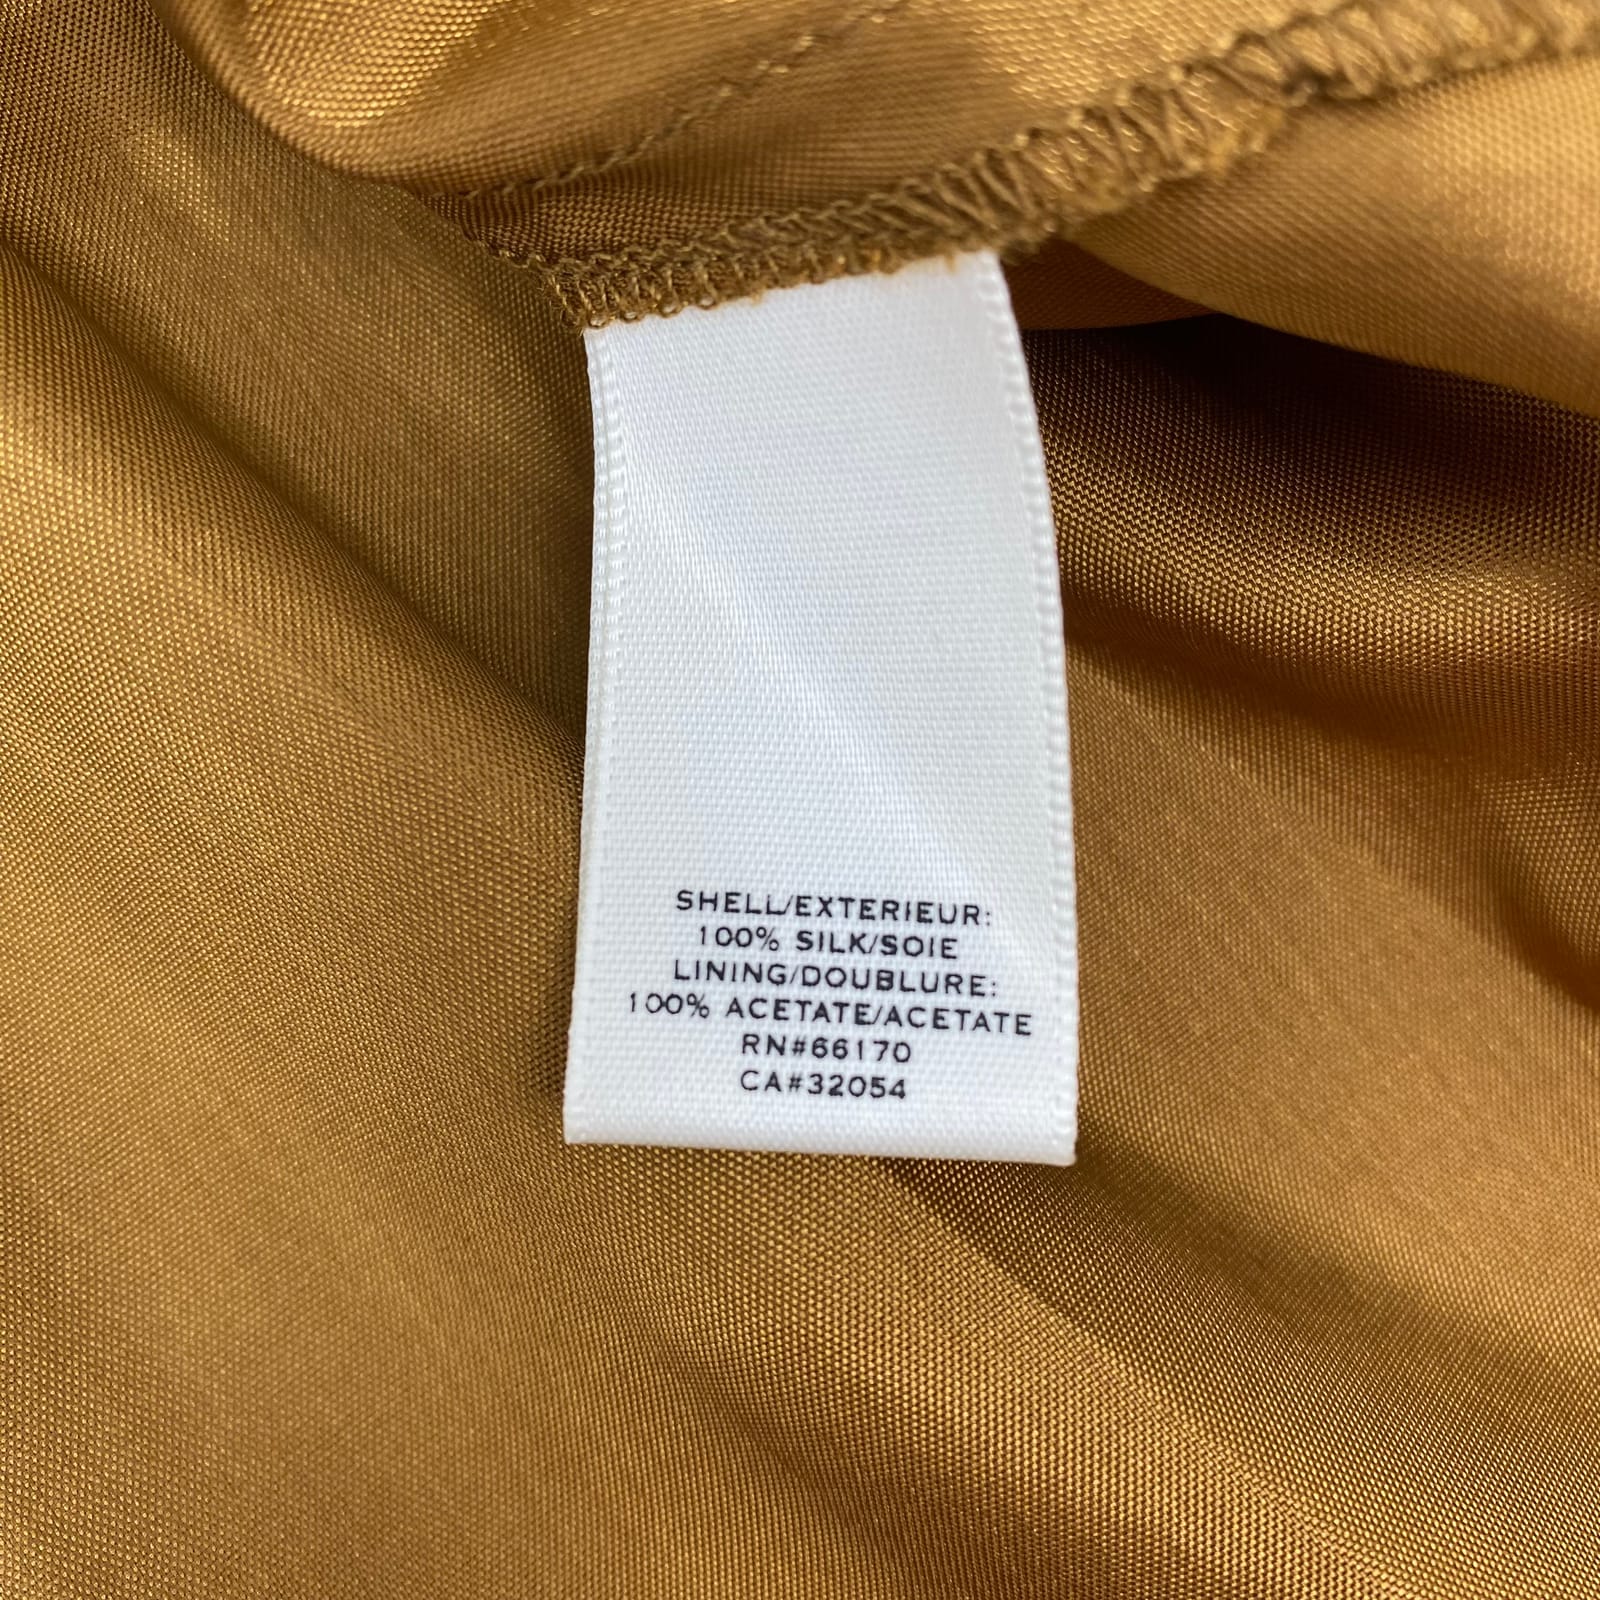 SHELL/EXTERIEUR:
100% SILK/SOIE
LINING/DOUBLURE:
100% ACETATE/ACETATE
RN#66170
CA#32054